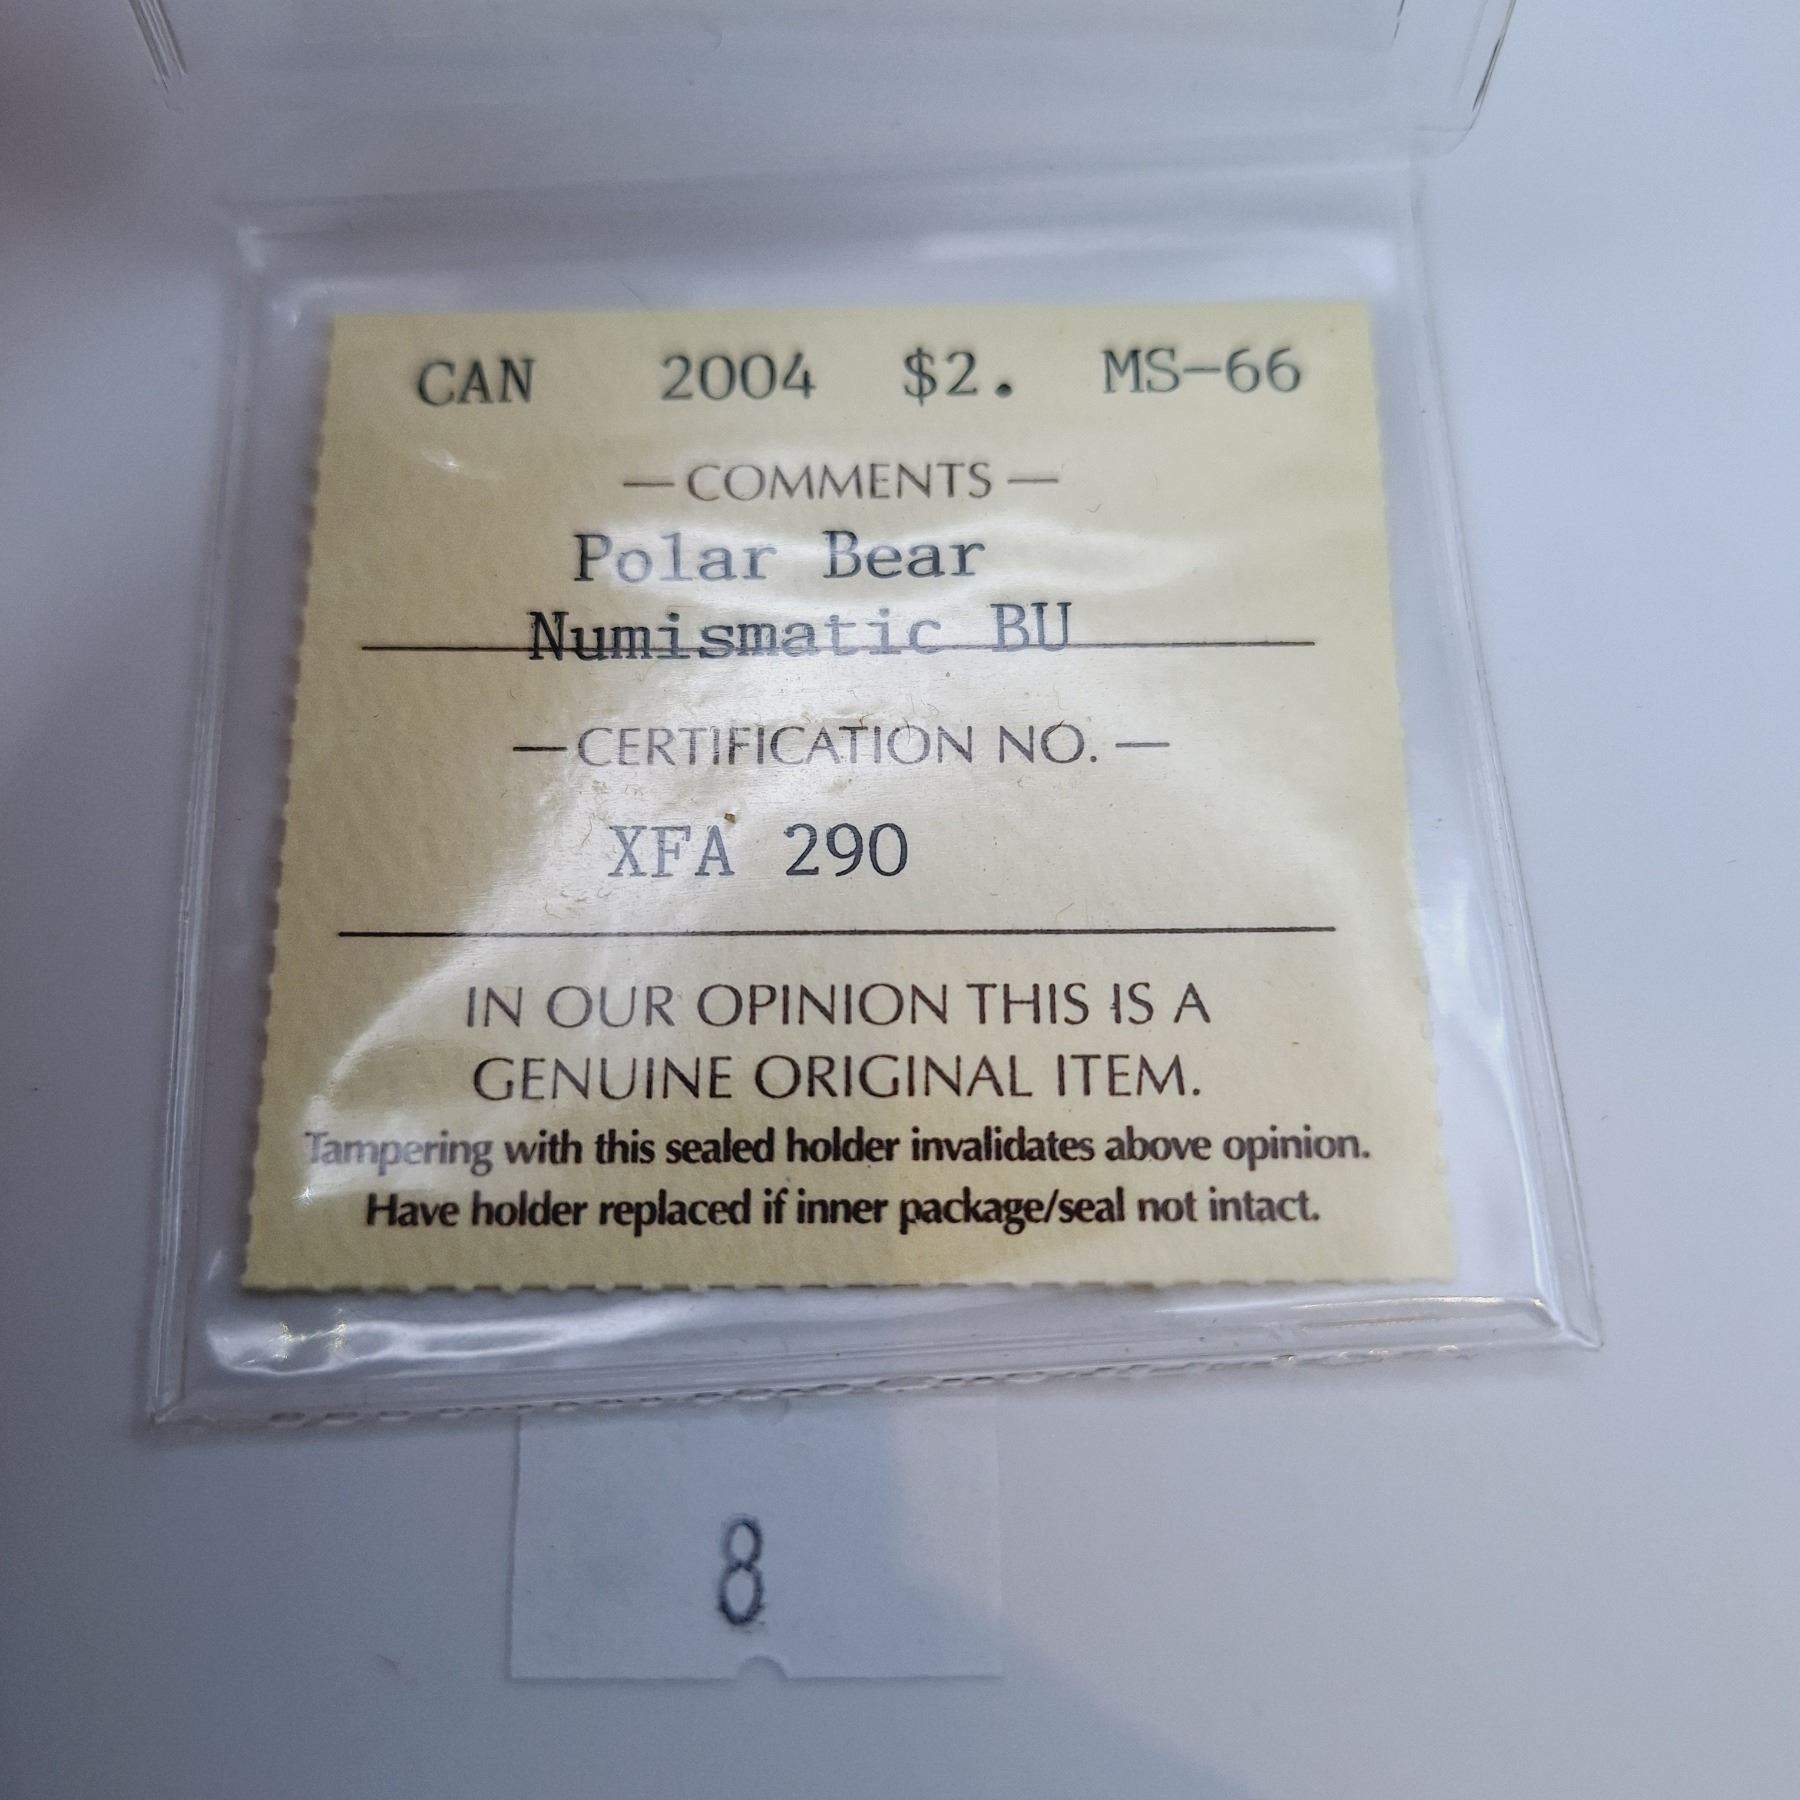 CAN 2004 $2. MS-66
— COMMENTS —
Polar Bear
Numismatic BU
— CERTIFICATION NO. —
XFA 290
IN OUR OPINION THIS IS A
GENUINE ORIGINAL ITEM.
Tampering with this sealed holder invalidates above opinion.
Have holder replaced if inner package/seal not intact.
8